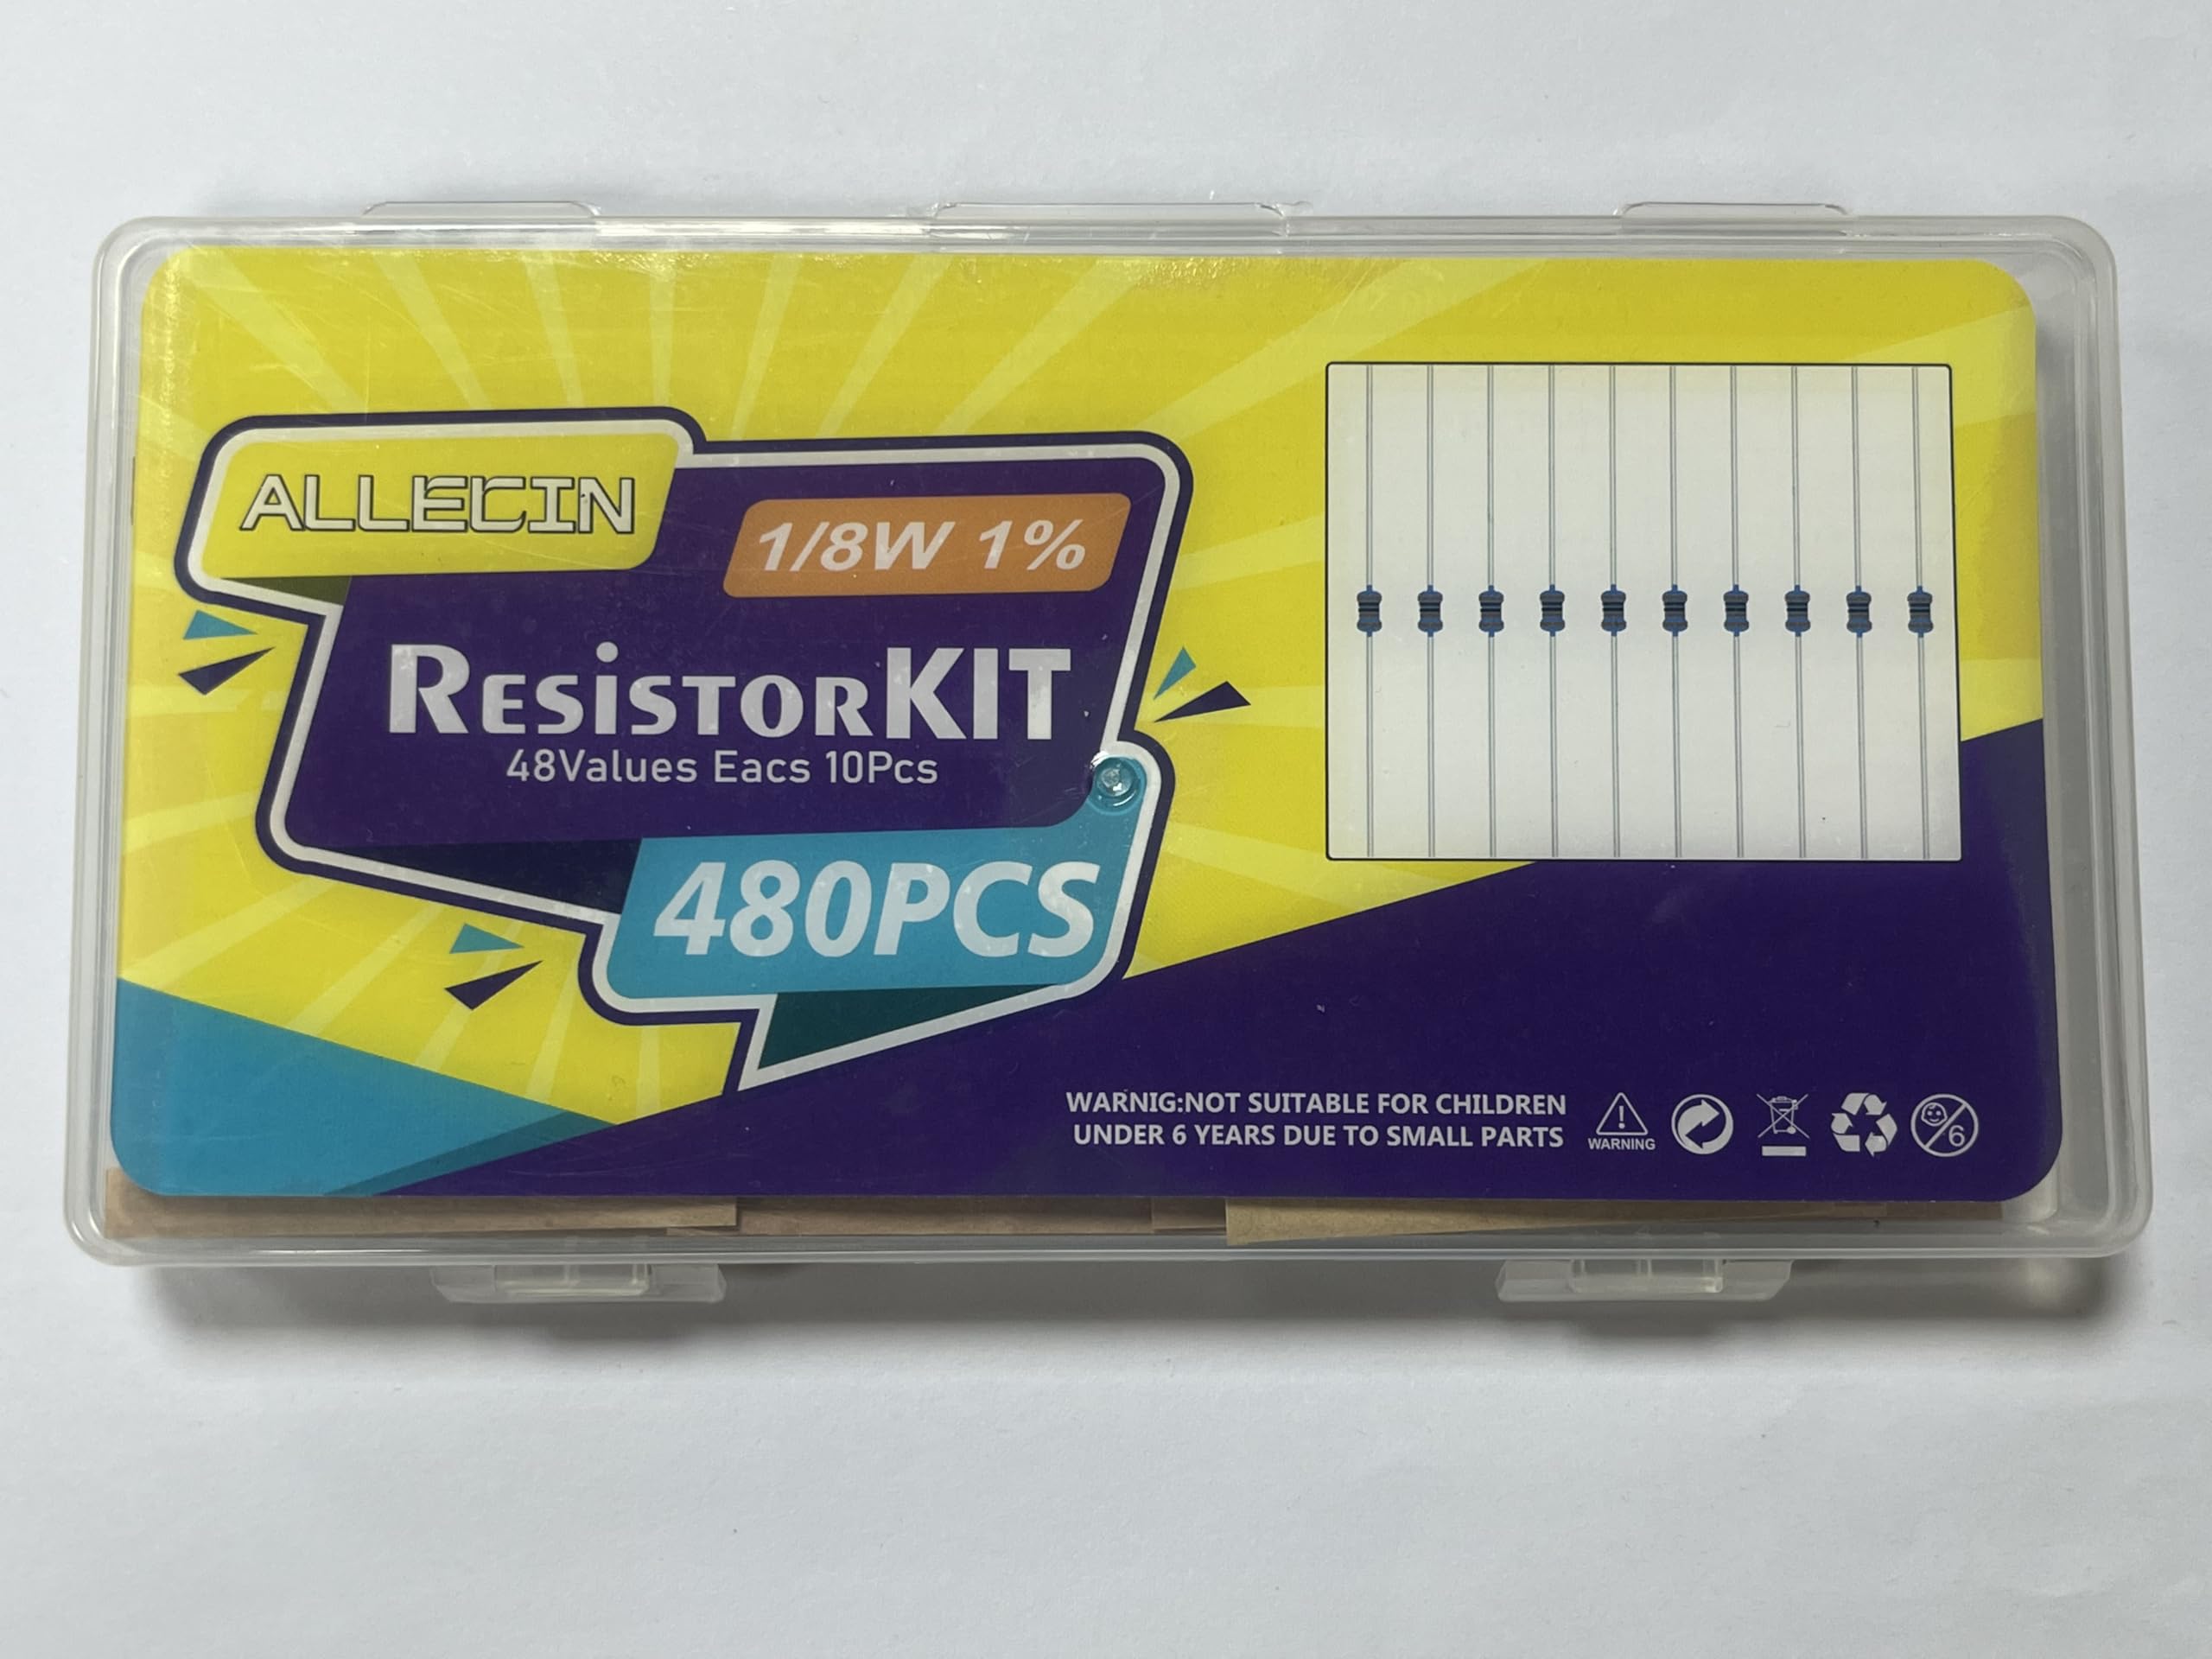 ALLECIN
1/8W 1%
RESiSTORKIT
48Values Eacs 10Pcs
480PCS
WARNIG:NOT SUITABLE FOR CHILDREN
UNDER 6 YEARS DUE TO SMALL PARTS
WARNING
6